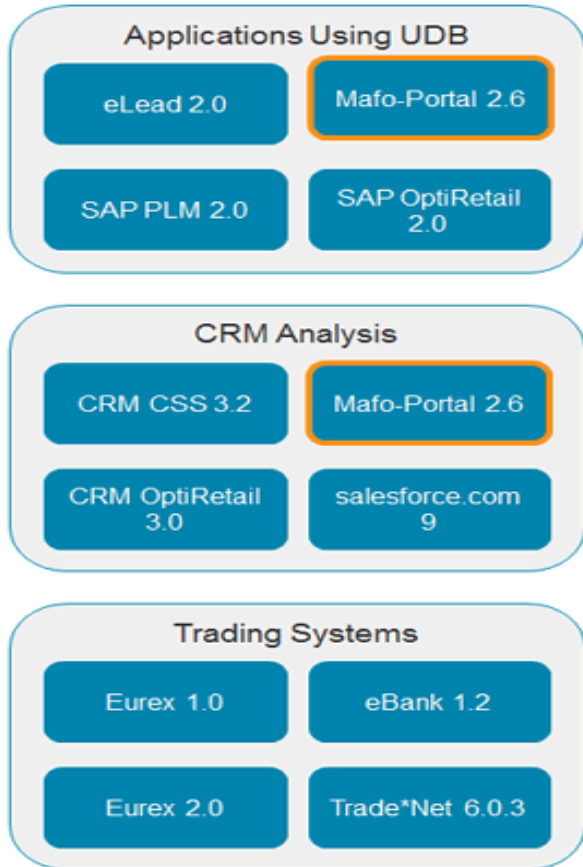 Applications Using UDB
eLead 2.0
Mafo-Portal 2.6
SAP PLM 2.0
SAP OptiRetail
2.0
CRM Analysis
CRM CSS 3.2
Mafo-Portal 2.6
CRM OptiRetail
3.0
salesforce.com
9
Trading Systems
Eurex 1.0
eBank 1.2
Eurex 2.0
Trade*Net 6.0.3